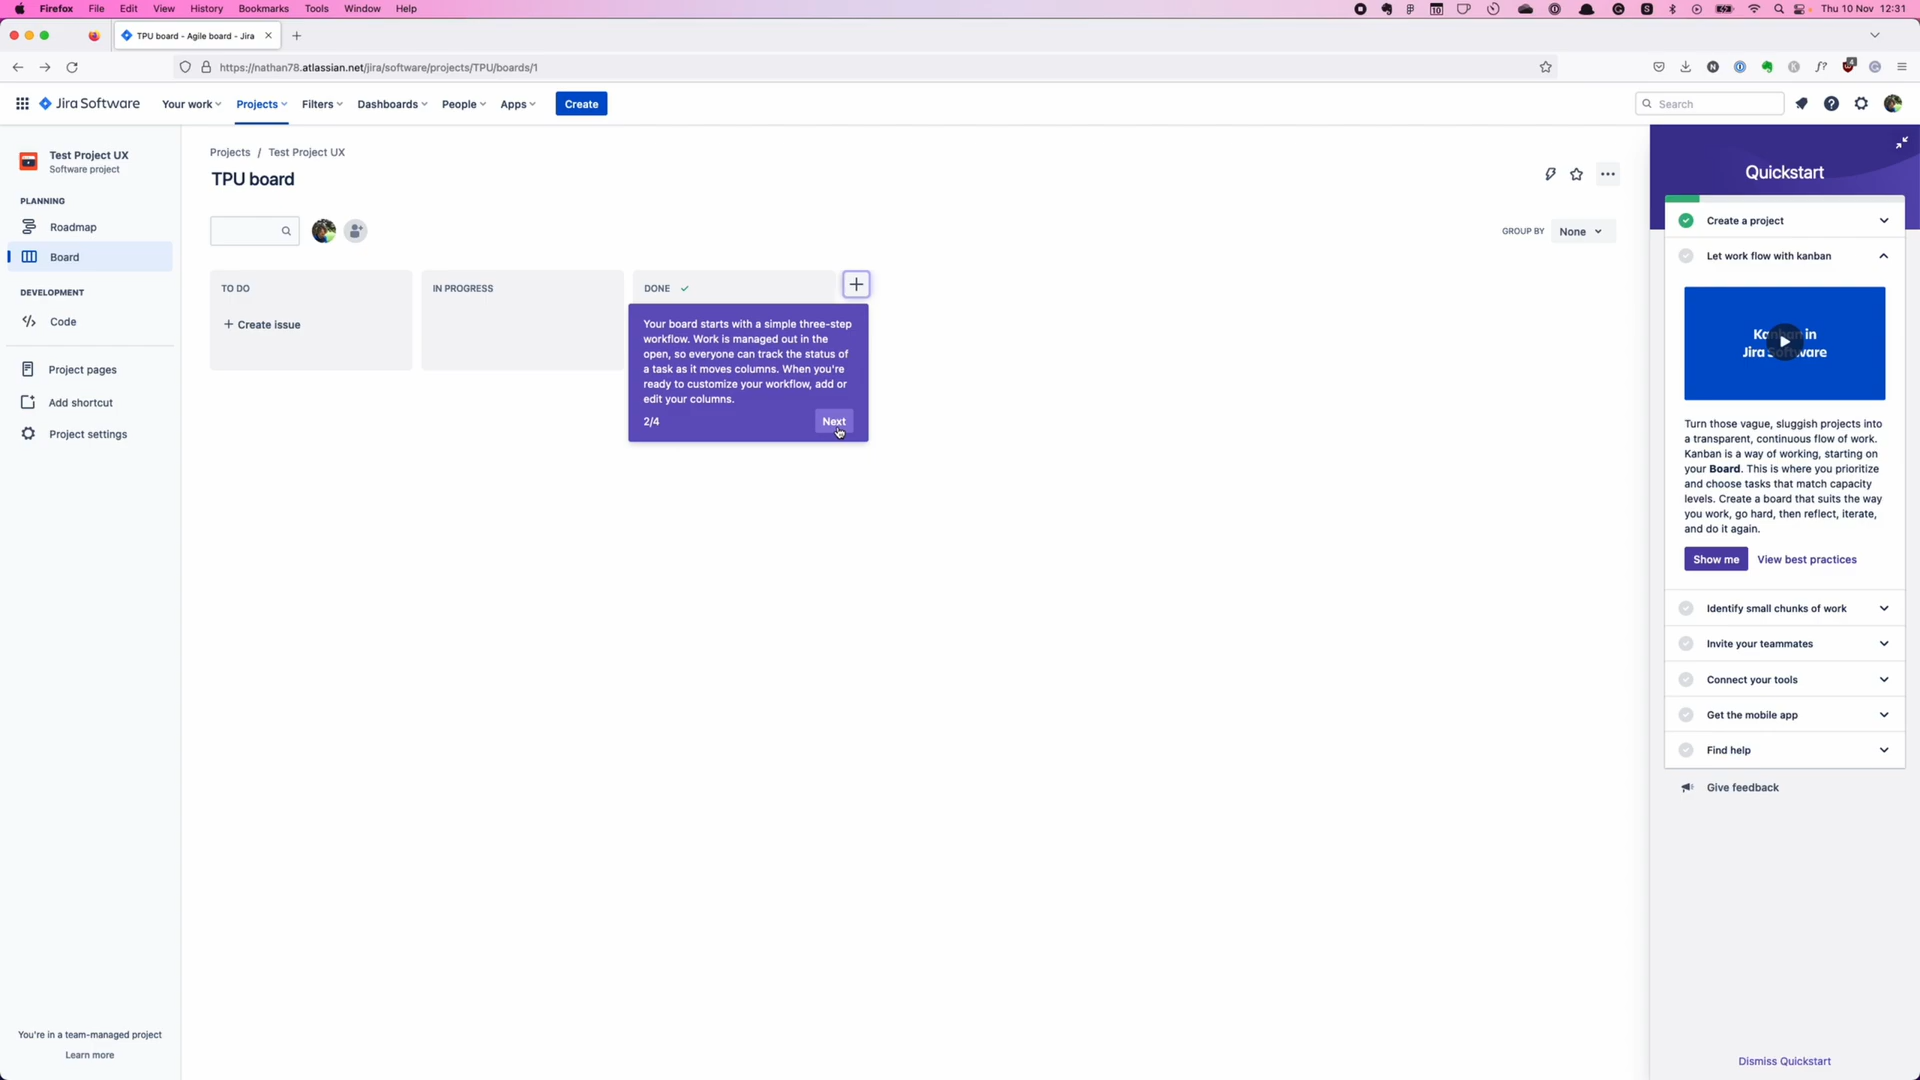 Firefox File Edit View History Bookmarks Tools Window Help
Thu 10 Nov 12:31
TPU board - Agile board - Jira
https://nathan78.atlassian.net/jira/software/projects/TPU/boards/1
Jira Software Your work Projects Filters Dashboards People Apps Create
Search
Test Project UX
Software project
PLANNING
Roadmap
Board
DEVELOPMENT
Code
Project pages
Add shortcut
Project settings
You're in a team-managed project
Learn more
Projects / Test Project UX
TPU board
GROUP BY None
TO DO
+ Create issue
IN PROGRESS
DONE
Your board starts with a simple three-step
workflow. Work is managed out in the
open, so everyone can track the status of
a task as it moves columns. When you're
ready to customize your workflow, add or
edit your columns.
2/4 Next
Quickstart
Create a project
Let work flow with kanban
Kanban in
Jira Software
Turn those vague, sluggish projects into
a transparent, continuous flow of work.
Kanban is a way of working, starting on
your Board. This is where you prioritize
and choose tasks that match capacity
levels. Create a board that suits the way
you work, go hard, then reflect, iterate,
and do it again.
Show me View best practices
Identify small chunks of work
Invite your teammates
Connect your tools
Get the mobile app
Find help
Give feedback
Dismiss Quickstart